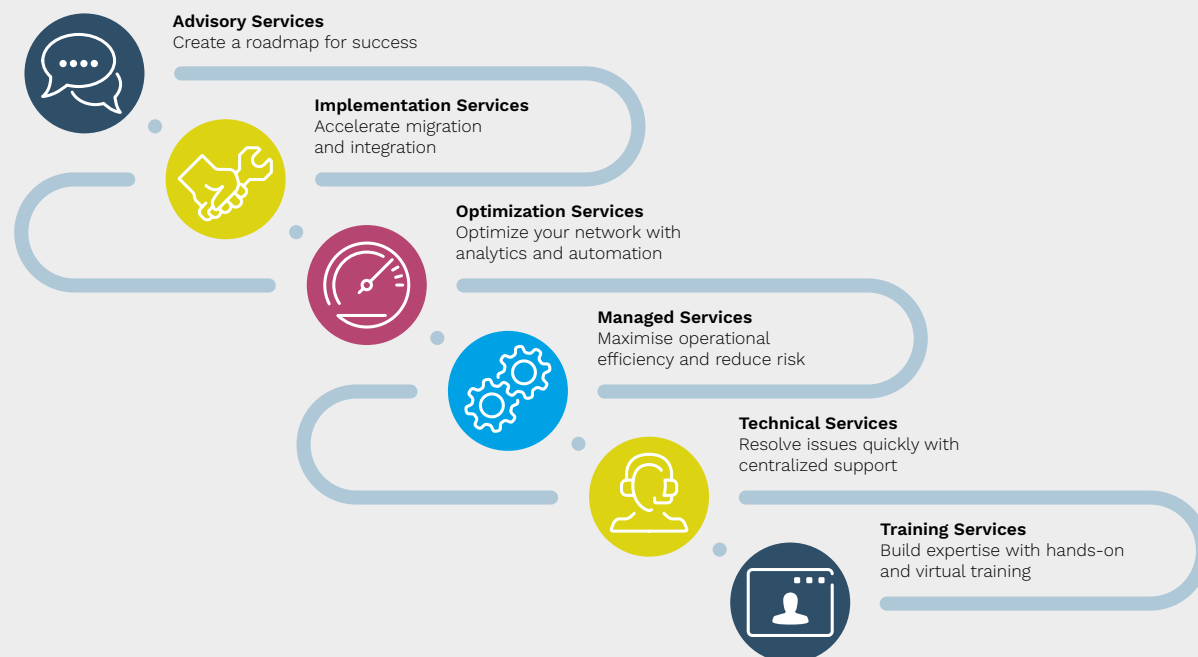 Advisory Services
Create a roadmap for success
Implementation Services
Accelerate migration
and integration
Optimization Services
Optimize your network with
analytics and automation
Managed Services
Maximise operational
efficiency and reduce risk
Technical Services
Resolve issues quickly with
centralized support
Training Services
Build expertise with hands-on
and virtual training